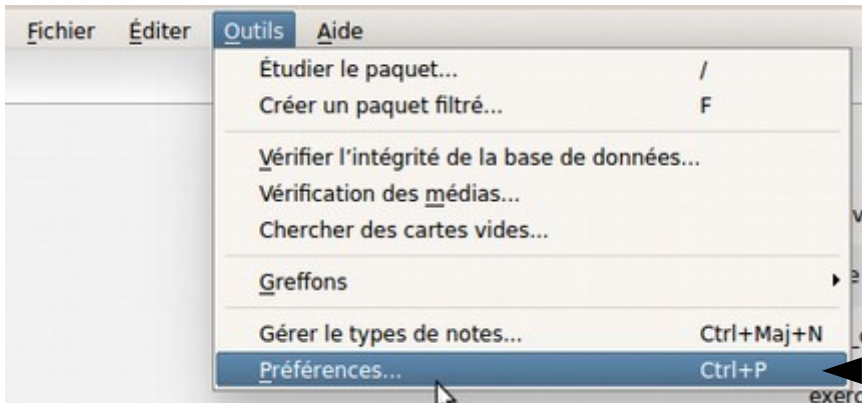 Fichier Éditer Outils Aide
Étudier le paquet... /
Créer un paquet filtré... F
Vérifier l'intégrité de la base de données...
Vérification des médias...
Chercher des cartes vides...
Greffons
Gérer le types de notes... Ctrl+Maj+N
Préférences... Ctrl+P